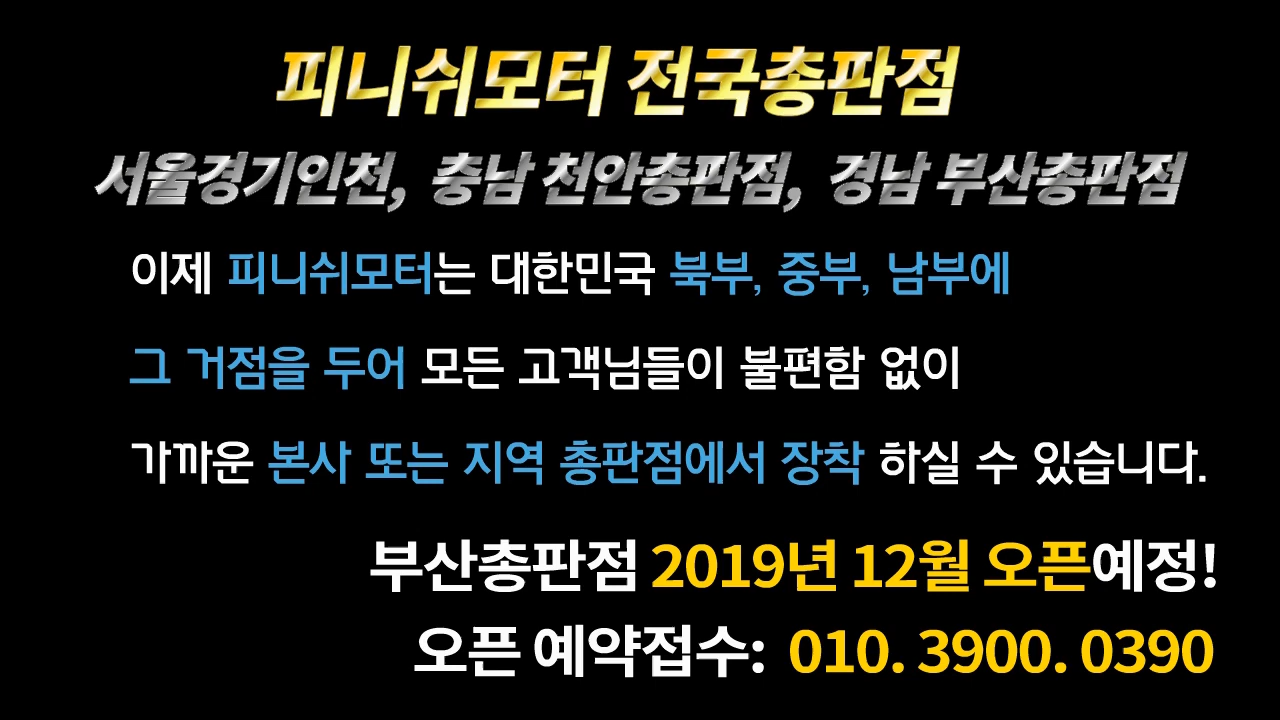 피니쉬모터 전국총판점
서울경기인천, 충남 천안총판점, 경남 부산총판점
이제 피니쉬모터는 대한민국 북부, 중부, 남부에
그 거점을 두어 모든 고객님들이 불편함 없이
가까운 본사 또는 지역 총판점에서 장착 하실 수 있습니다.
부산총판점 2019년 12월 오픈예정!
오픈 예약접수: 010. 3900. 0390